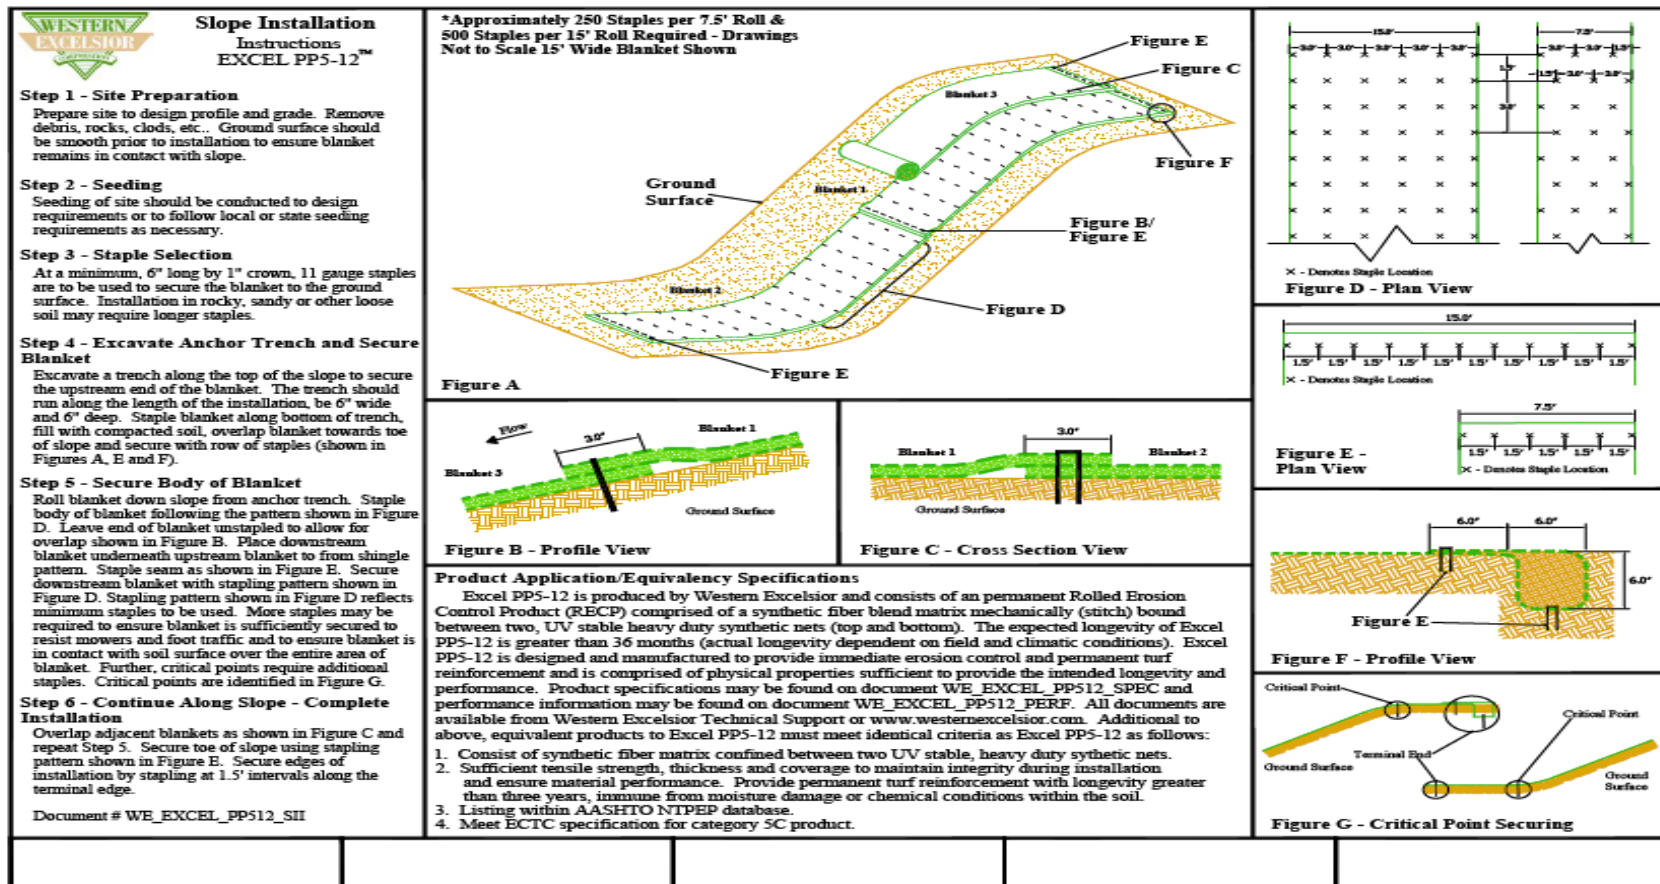 WESTERN
EXCELSIOR
CORPORATION
Slope Installation
Instructions
EXCEL PP5-12™
Step 1 - Site Preparation
Prepare site to design profile and grade. Remove
debris, rocks, clods, etc.. Ground surface should
be smooth prior to installation to ensure blanket
remains in contact with slope.
Step 2 - Seeding
Seeding of site should be conducted to design
requirements or to follow local or state seeding
requirements as necessary.
Step 3 - Staple Selection
At a minimum, 6" long by 1" crown, 11 gauge staples
are to be used to secure the blanket to the ground
surface. Installation in rocky, sandy or other loose
soil may require longer staples.
Step 4 - Excavate Anchor Trench and Secure
Blanket
Excavate a trench along the top of the slope to secure
the upstream end of the blanket. The trench should
run along the length of the installation, be 6" wide
and 6" deep. Staple blanket along bottom of trench,
fill with compacted soil, overlap blanket towards toe
of slope and secure with row of staples (shown in
Figures A, E and F).
Step 5 - Secure Body of Blanket
Roll blanket down slope from anchor trench. Staple
body of blanket following the pattern shown in Figure
D. Leave end of blanket unstapled to allow for
overlap shown in Figure B. Place downstream
blanket underneath upstream blanket to from shingle
pattern. Staple seam as shown in Figure E. Secure
downstream blanket with stapling pattern shown in
Figure D. Stapling pattern shown in Figure D reflects
minimum staples to be used. More staples may be
required to ensure blanket is sufficiently secured to
resist mowers and foot traffic and to ensure blanket is
in contact with soil surface over the entire area of
blanket. Further, critical points require additional
staples. Critical points are identified in Figure G.
Step 6 - Continue Along Slope - Complete
Installation
Overlap adjacent blankets as shown in Figure C and
repeat Step 5. Secure toe of slope using stapling
pattern shown in Figure E. Secure edges of
installation by stapling at 1.5' intervals along the
terminal edge.
Document # WE_EXCEL_PP512_SII
*Approximately 250 Staples per 7.5' Roll &
500 Staples per 15' Roll Required - Drawings
Not to Scale 15' Wide Blanket Shown
Figure E
Figure C
Blanket 3
Figure F
Ground
Surface
Blanket 1
Figure B/
Figure E
Blanket 2
Figure D
Figure E
Figure A
Flow
3.0"
Blanket 1
Blanket 3
Ground Surface
Figure B - Profile View
3.0"
Blanket 1
Blanket 2
Ground Surface
Figure C - Cross Section View
Product Application/Equivalency Specifications
Excel PP5-12 is produced by Western Excelsior and consists of an permanent Rolled Erosion
Control Product (RECP) comprised of a synthetic fiber blend matrix mechanically (stitch) bound
between two, UV stable heavy duty synthetic nets (top and bottom). The expected longevity of Excel
PP5-12 is greater than 36 months (actual longevity dependent on field and climatic conditions). Excel
PP5-12 is designed and manufactured to provide immediate erosion control and permanent turf
reinforcement and is comprised of physical properties sufficient to provide the intended longevity and
performance. Product specifications may be found on document WE_EXCEL_PP512_SPEC and
performance information may be found on document WE_EXCEL_PP512_PERF. All documents are
available from Western Excelsior Technical Support or www.westernexcelsior.com. Additional to
above, equivalent products to Excel PP5-12 must meet identical criteria as Excel PP5-12 as follows:
1. Consist of synthetic fiber matrix confined between two UV stable, heavy duty sythetic nets.
2. Sufficient tensile strength, thickness and coverage to maintain integrity during installation
and ensure material performance. Provide permanent turf reinforcement with longevity greater
than three years, immune from moisture damage or chemical conditions within the soil.
3. Listing within AASHTO NTPEP database.
4. Meet ECTC specification for category 5C product.
15.0' 7.5'
3.0' 3.0' 3.0' 3.0' 3.0' 3.0' 3.0' 1.5'
1.5' 1.5' 3.0' 3.0'
3.0'
X - Denotes Staple Location
Figure D - Plan View
15.0'
1.5' 1.5' 1.5' 1.5' 1.5' 1.5' 1.5' 1.5' 1.5' 1.5'
X - Denotes Staple Location
7.5'
1.5' 1.5' 1.5' 1.5' 1.5'
Figure E -
Plan View
X - Denotes Staple Location
6.0" 6.0"
6.0"
Figure E
Figure F - Profile View
Critical Point
Critical Point
Terminal End
Ground Surface
Ground
Surface
Figure G - Critical Point Securing